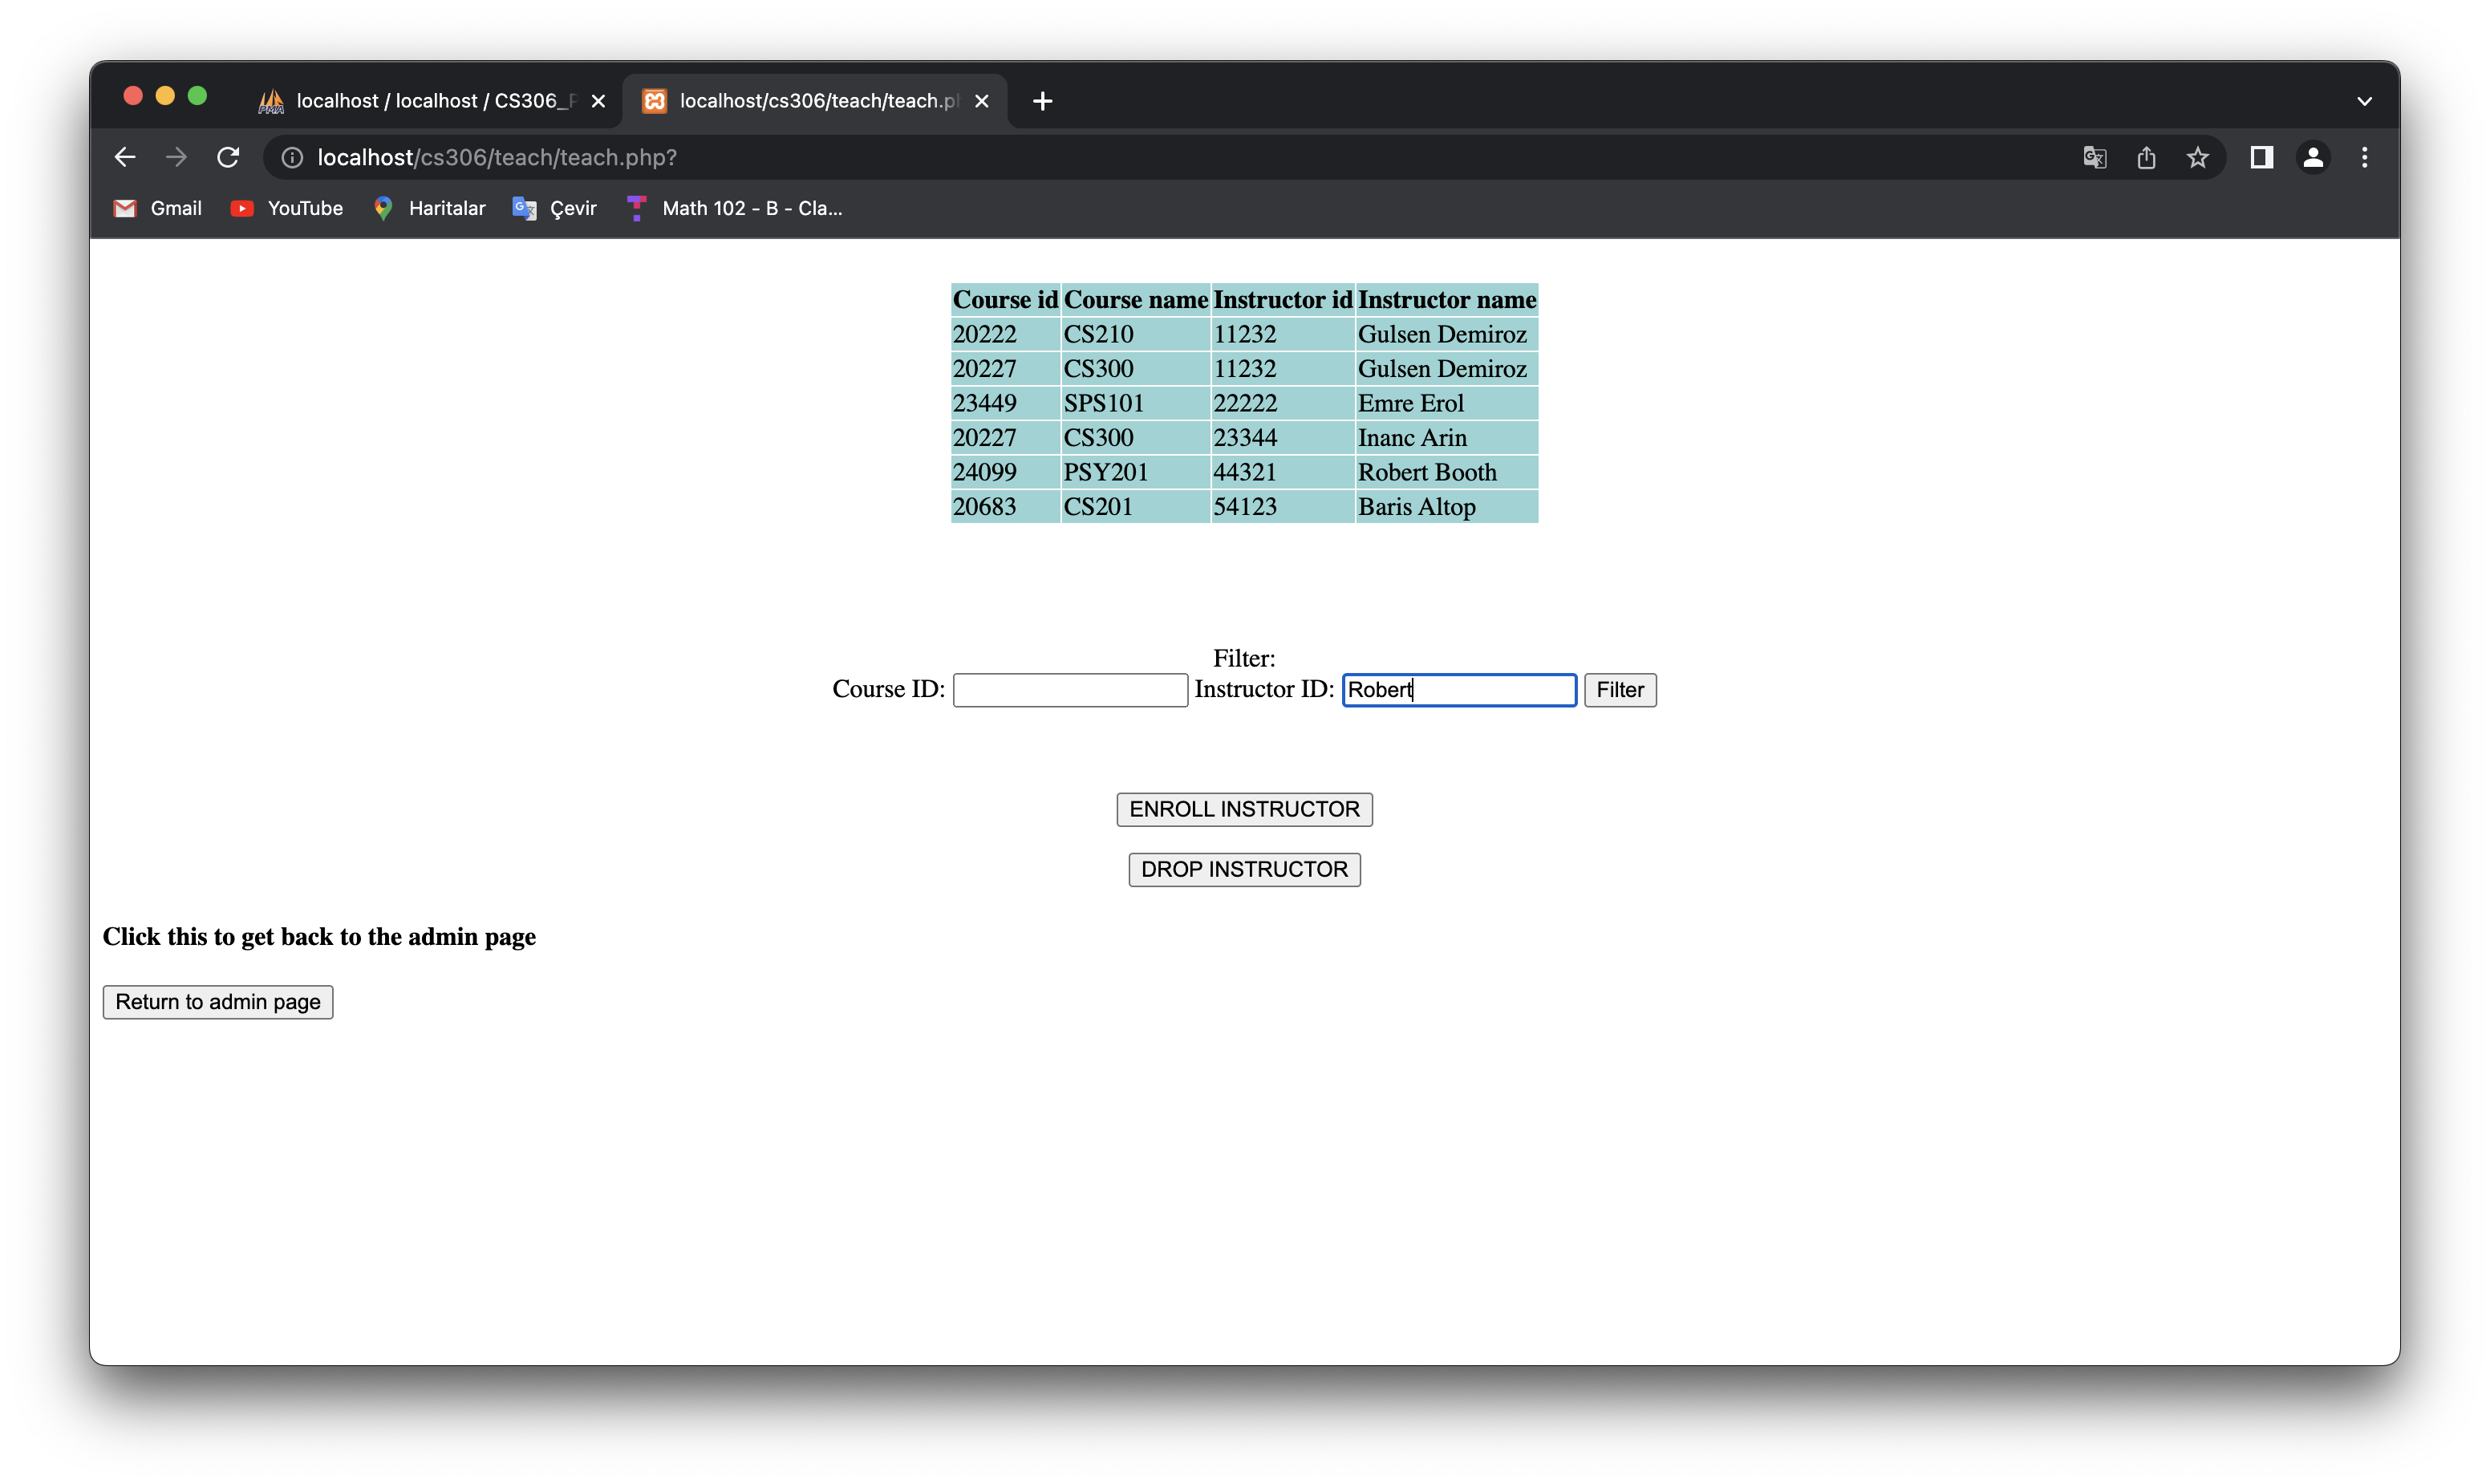 localhost / localhost / CS306_P
localhost/cs306/teach/teach.p
localhost/cs306/teach/teach.php?
Gmail YouTube Haritalar Çevir Math 102 - B - Cla...
Course id Course name Instructor id Instructor name
20222 CS210 11232 Gulsen Demiroz
20227 CS300 11232 Gulsen Demiroz
23449 SPS101 22222 Emre Erol
20227 CS300 23344 Inanc Arin
24099 PSY201 44321 Robert Booth
20683 CS201 54123 Baris Altop
Filter:
Course ID: Instructor ID: Robert Filter
ENROLL INSTRUCTOR
DROP INSTRUCTOR
Click this to get back to the admin page
Return to admin page